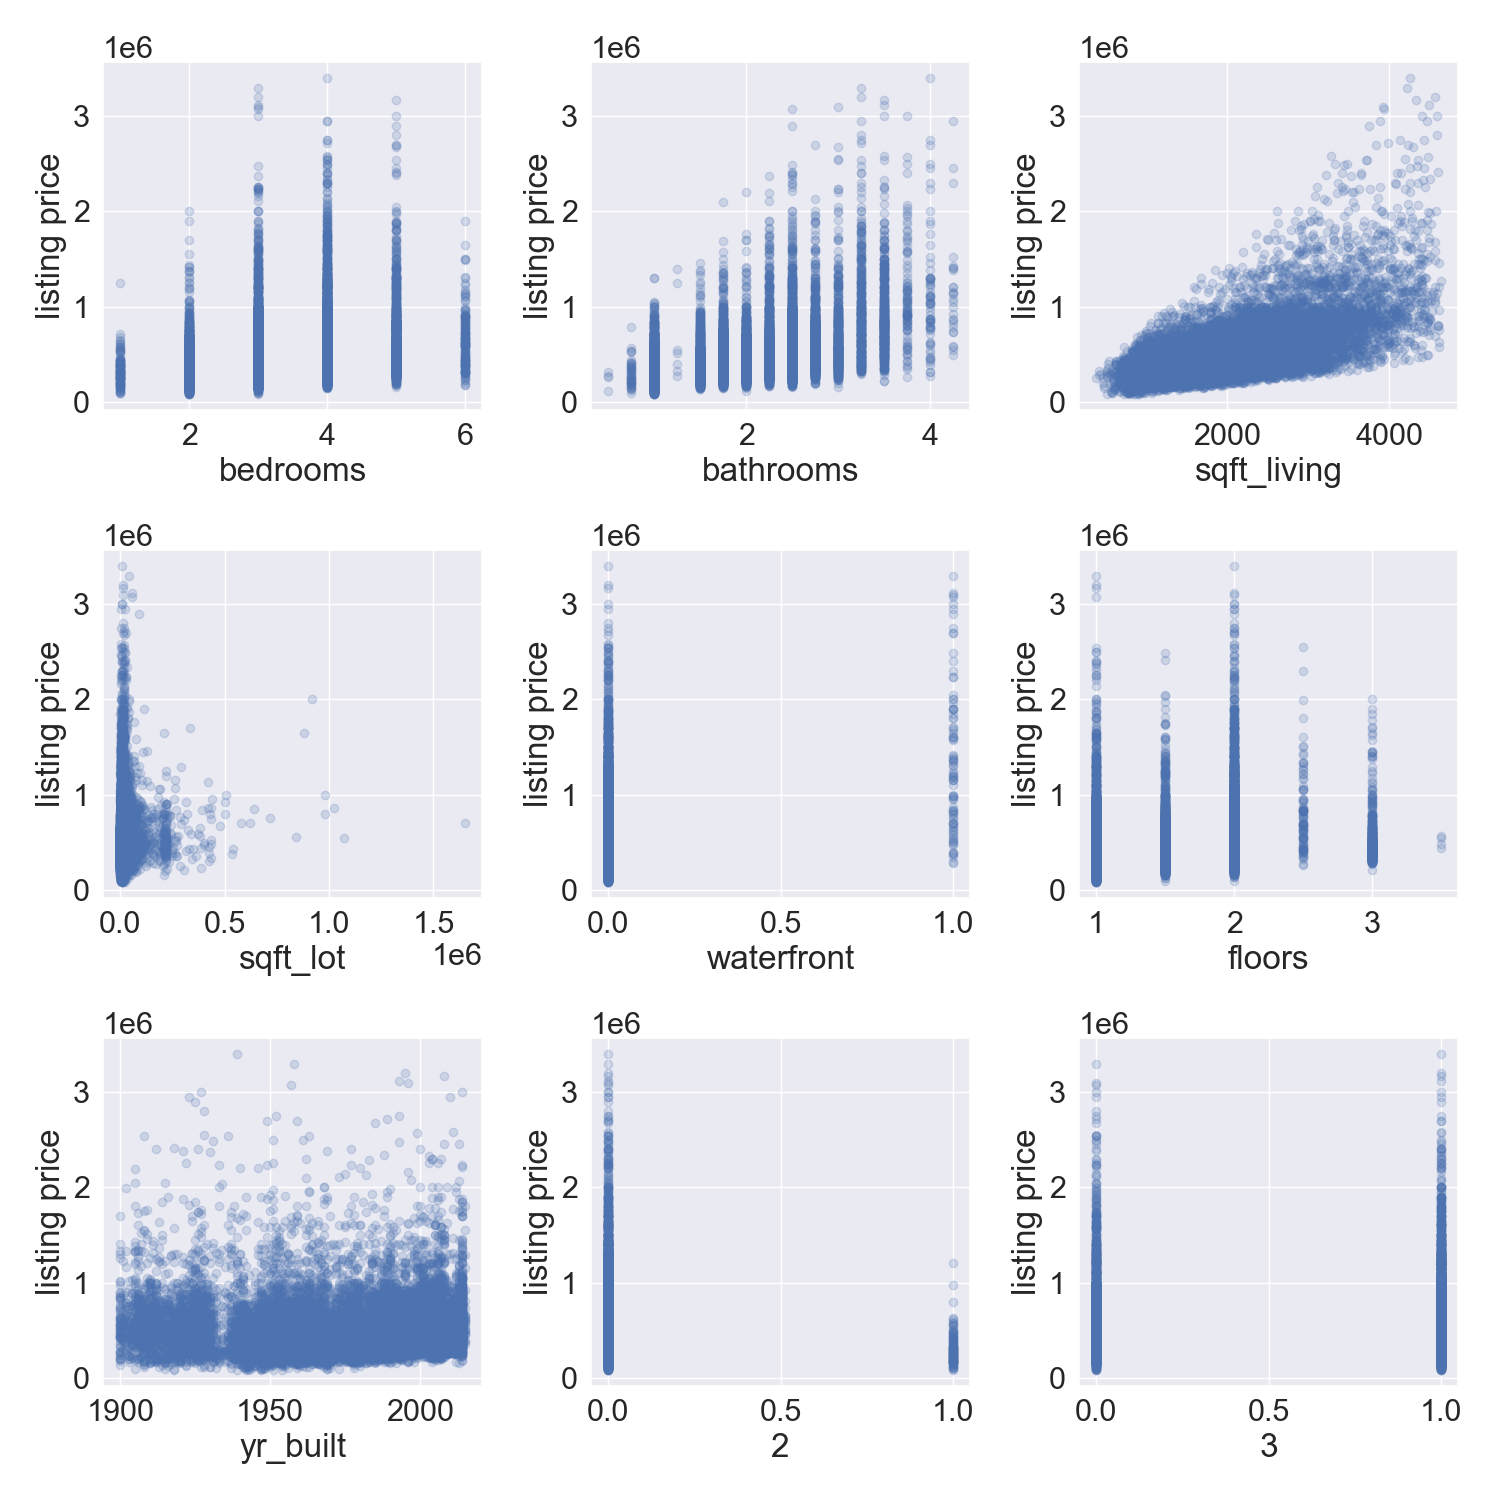 1e6 1e6 1e6
3 3 3
2 2 2
1 1 1
0 0 0
listing price listing price listing price
2 4 6 2 4 2000 4000
bedrooms bathrooms sqft_living
1e6 1e6 1e6
3 3 3
2 2 2
1 1 1
0 0 0
listing price listing price listing price
0.0 0.5 1.0 1.5 0.0 0.5 1.0 1 2 3
sqft_lot 1e6 waterfront floors
1e6 1e6 1e6
3 3 3
2 2 2
1 1 1
0 0 0
listing price listing price listing price
1900 1950 2000 0.0 0.5 1.0 0.0 0.5 1.0
yr_built 2 3